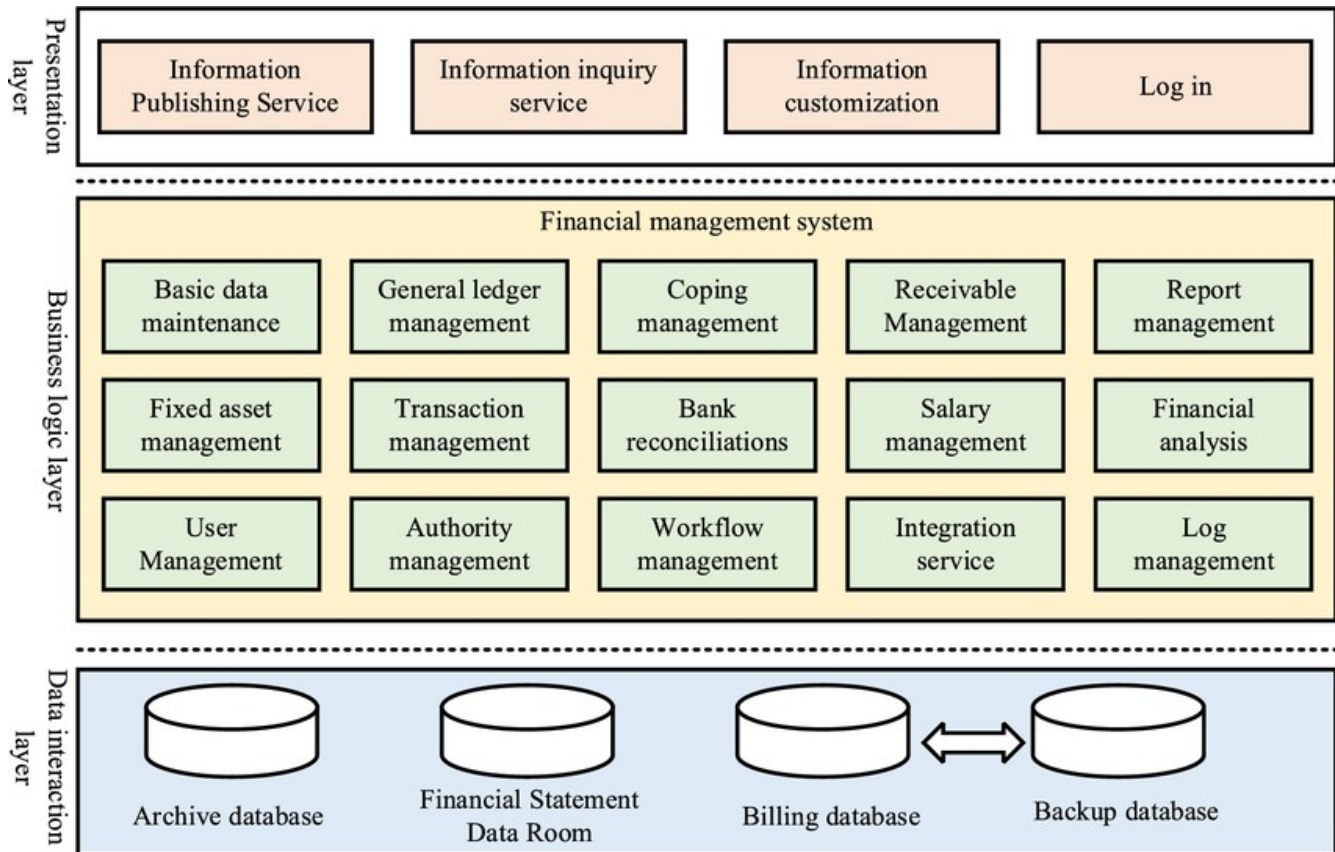 Presentation
layer
Information
Publishing Service
Information inquiry
service
Information
customization
Log in
Business logic layer
Financial management system
Basic data
maintenance
General ledger
management
Coping
management
Receivable
Management
Report
management
Fixed asset
management
Transaction
management
Bank
reconciliations
Salary
management
Financial
analysis
User
Management
Authority
management
Workflow
management
Integration
service
Log
management
Data interaction
layer
Archive database
Financial Statement
Data Room
Billing database
Backup database